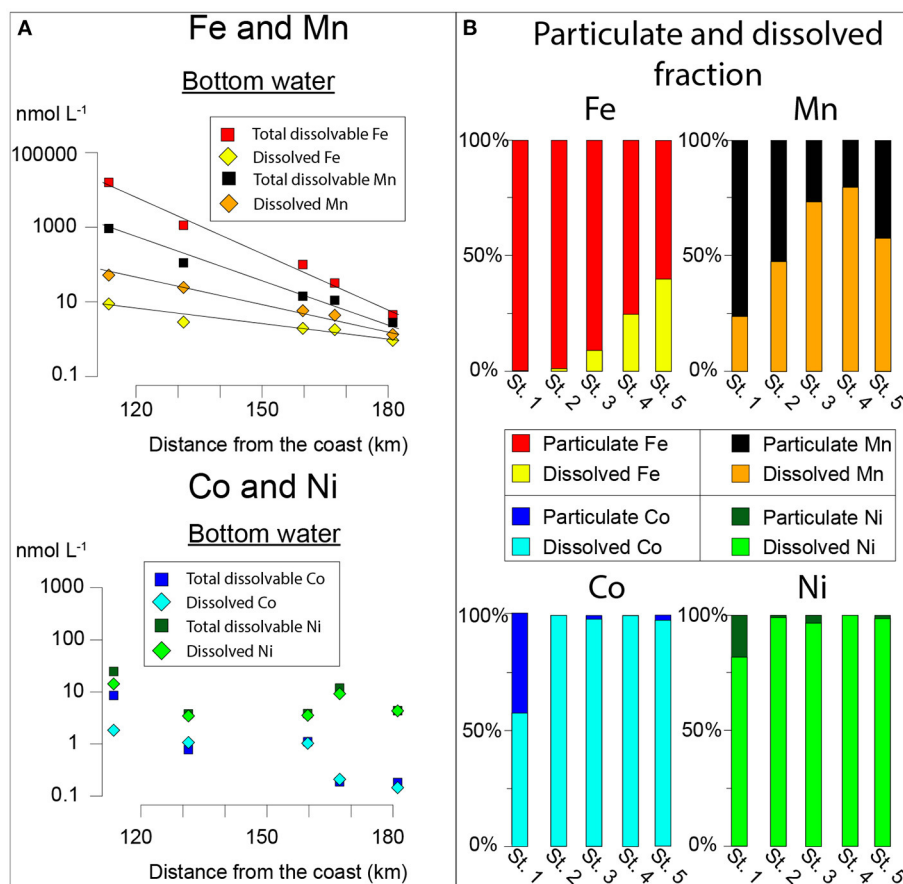 A
Fe and Mn
Bottom water
nmol L⁻¹
Total dissolvable Fe
Dissolved Fe
Total dissolvable Mn
Dissolved Mn
100000
1000
10
0.1
120 150 180
Distance from the coast (km)
Co and Ni
Bottom water
nmol L⁻¹
Total dissolvable Co
Dissolved Co
Total dissolvable Ni
Dissolved Ni
1000
100
10
1
0.1
120 150 180
Distance from the coast (km)
B
Particulate and dissolved
fraction
Fe
100%
50%
0%
St. 1 St. 2 St. 3 St. 4 St. 5
Mn
100%
50%
0%
St. 1 St. 2 St. 3 St. 4 St. 5
Particulate Fe
Dissolved Fe
Particulate Mn
Dissolved Mn
Particulate Co
Dissolved Co
Particulate Ni
Dissolved Ni
Co
100%
50%
0%
St. 1 St. 2 St. 3 St. 4 St. 5
Ni
100%
50%
0%
St. 1 St. 2 St. 3 St. 4 St. 5